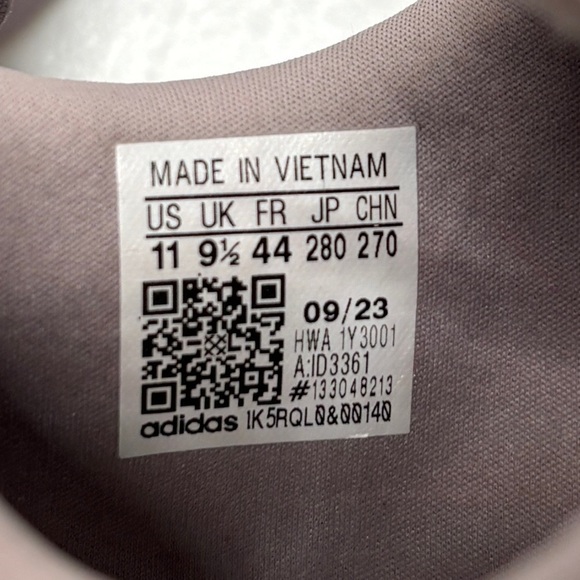 MADE IN VIETNAM
US UK FR JP CHN
11 9½ 44 280 270
09/23
HWA 1Y3001
A:ID3361
#133048213
adidas 1K5RQL0&00140